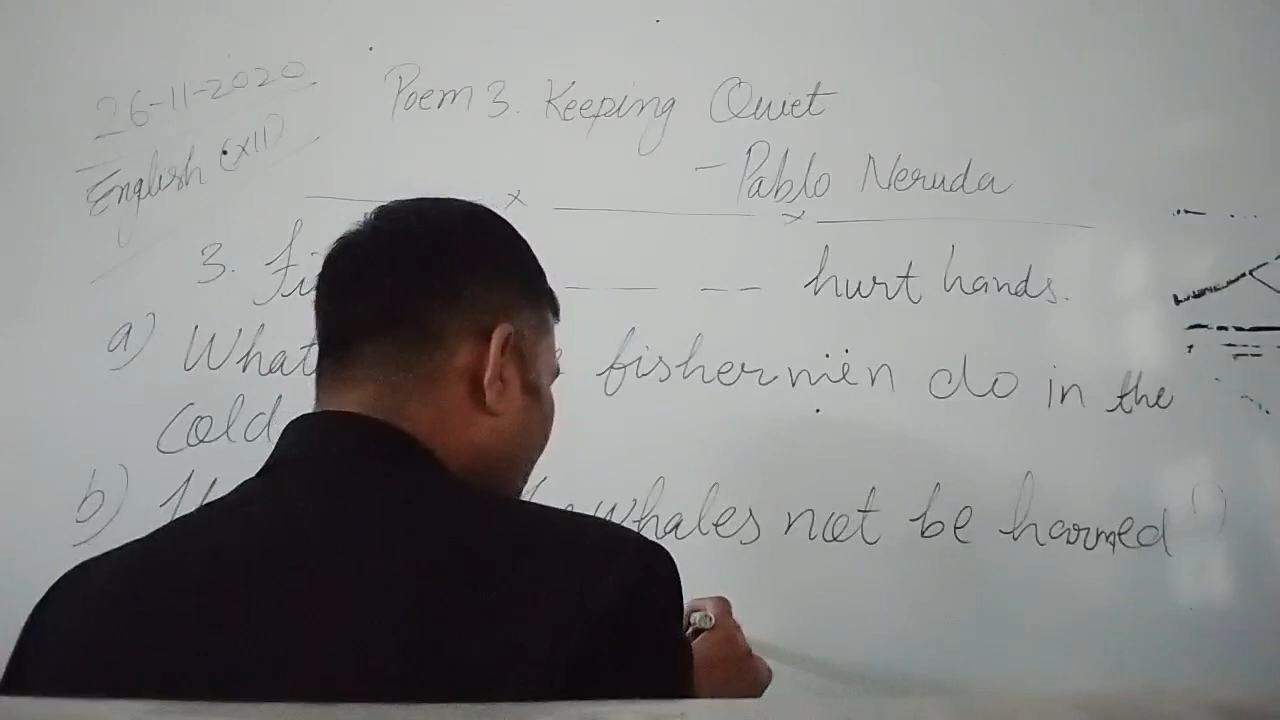 26-11-2020
English (XII)
Poem 3. Keeping Quiet
- Pablo Neruda
3. hurt hands.
a) What fishermen do in the
cold
b) whales not be harmed